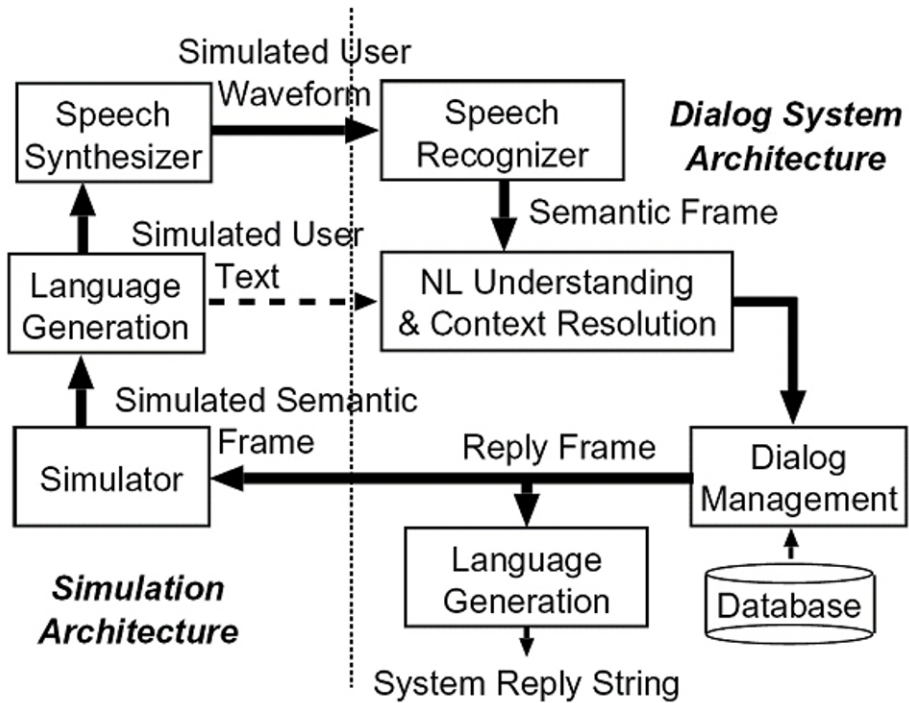 Simulated User
Waveform
Speech
Synthesizer
Speech
Recognizer
Dialog System
Architecture
Semantic Frame
Simulated User
Text
Language
Generation
NL Understanding
& Context Resolution
Simulated Semantic
Frame
Simulator
Reply Frame
Dialog
Management
Language
Generation
Database
Simulation
Architecture
System Reply String